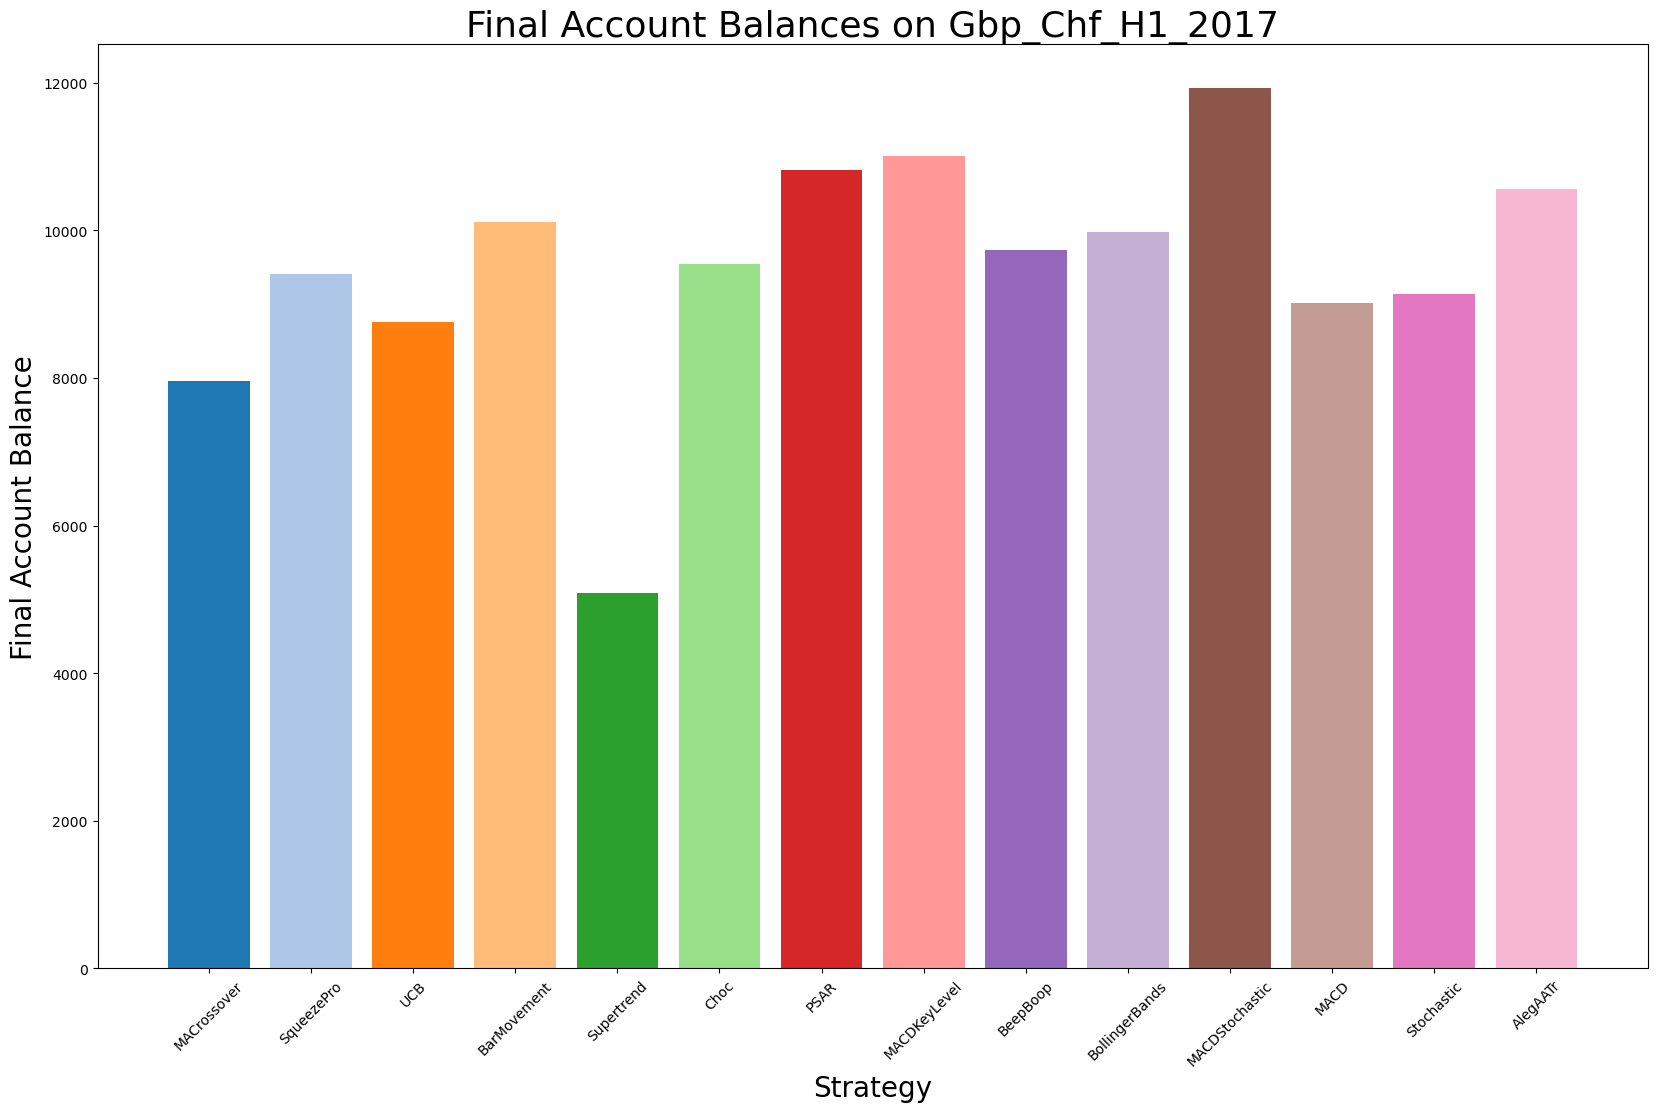 Final Account Balances on Gbp_Chf_H1_2017
Final Account Balance
12000
10000
8000
6000
4000
2000
0
MACrossover
SqueezePro
UCB
BarMovement
Supertrend
Choc
PSAR
MACDKeyLevel
BeepBoop
BollingerBands
MACDStochastic
MACD
Stochastic
AlegAATr
Strategy